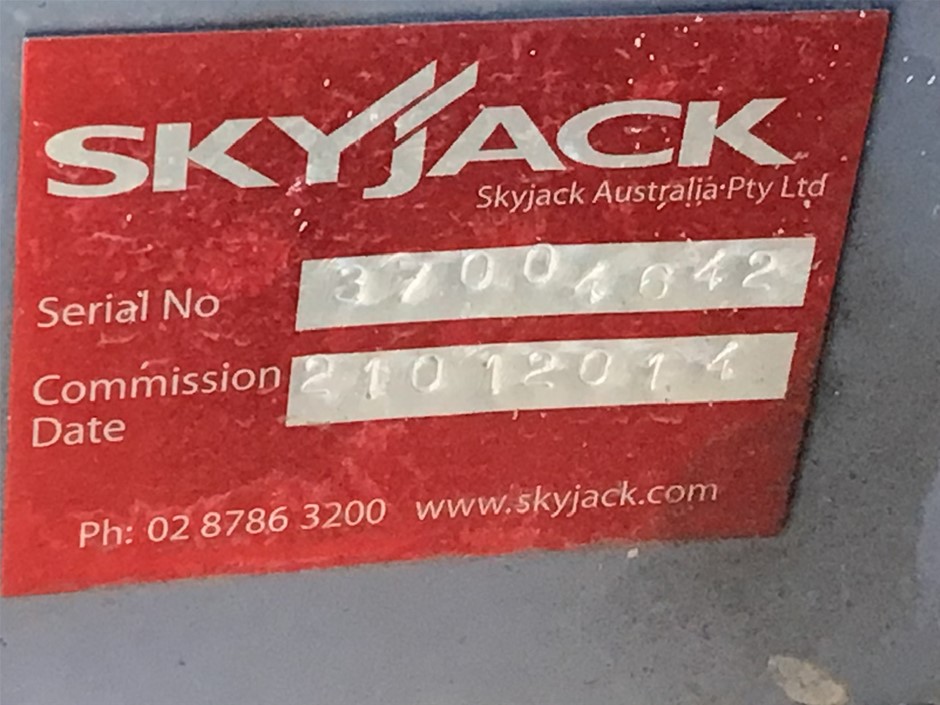 SKYJACK
Skyjack Australia Pty Ltd
Serial No 37004642
Commission 21012014
Date
Ph: 02 8786 3200 www.skyjack.com